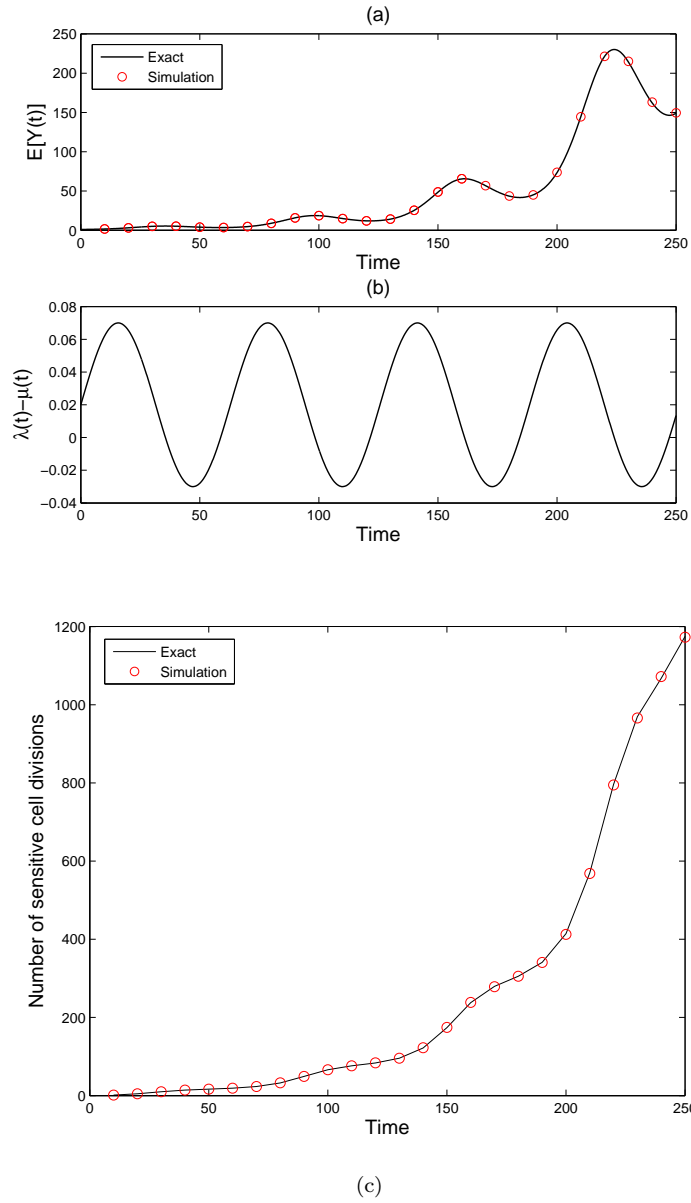 (a)
E[Y(t)]
250
200
150
100
50
0
Exact
Simulation
0 50 100 150 200 250
Time
(b)
λ(t)−μ(t)
0.08
0.06
0.04
0.02
0
−0.02
−0.04
0 50 100 150 200 250
Time
Number of sensitive cell divisions
1200
1000
800
600
400
200
0
Exact
Simulation
0 50 100 150 200 250
Time
(c)